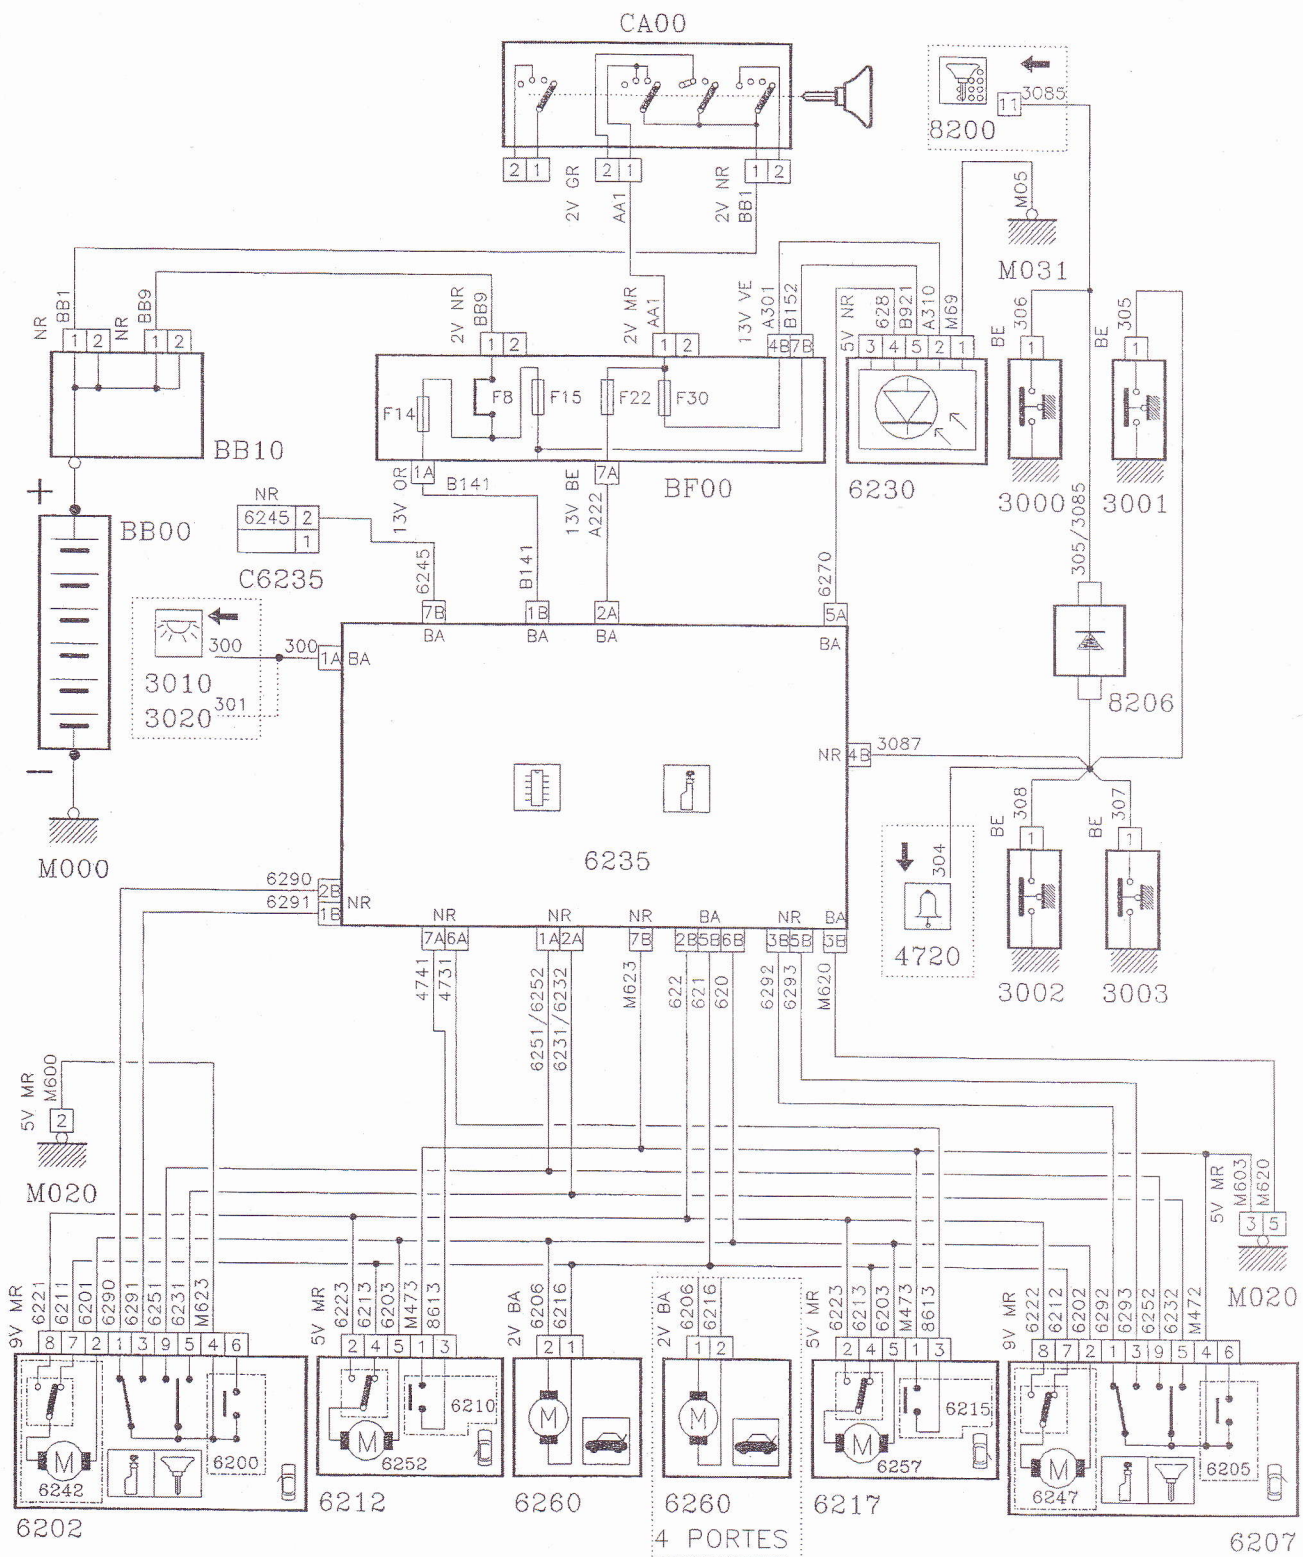 CA00
2 1
2 1
1 2
2V GR
AA1
2V NR
BB1
11
3085
8200
M05
M031
NR
BB1
NR
BB9
2V NR
BB9
2V MR
AA1
13V VE
A301
B152
5V NR
628
B921
A310
M69
BE
306
BE
305
1 2
1 2
1 2
1 2
4B 7B
3 4 5 2 1
1
1
F14
F8
F15
F22
F30
BB10
1A
7A
BF00
6230
3000
3001
+
BB00
NR
6245 2
1
C6235
13V OR
B141
13V BE
A222
6245
B141
6270
305/3085
7B
1B
2A
5A
BA
BA
BA
BA
300
300
1A
BA
3010
3020
301
8206
NR
4B
3087
−
M000
6235
BE
308
BE
307
1
1
304
4720
3002
3003
6290
6291
2B
1B
NR
NR
NR
NR
BA
NR
BA
7A 6A
1A 2A
7B
2B 5B 6B
3B 5B
3B
4741
4731
6251/6252
6231/6232
M623
622
621
620
6292
6293
M620
5V MR
M600
2
M020
5V MR
M603
M620
3 5
M020
9V MR
6221
6211
6201
6290
6291
6251
6231
M623
5V MR
6223
6213
6203
M473
8613
2V BA
6206
6216
2V BA
6206
6216
5V MR
6223
6213
6203
M473
8613
9V MR
6222
6212
6202
6292
6293
6252
6232
M472
8 7 2 1 3 9 5 4 6
2 4 5 1 3
2 1
1 2
2 4 5 1 3
8 7 2 1 3 9 5 4 6
M
6242
6200
M
6252
6210
M
M
M
6257
6215
M
6247
6205
6202
6212
6260
6260
4 PORTES
6217
6207